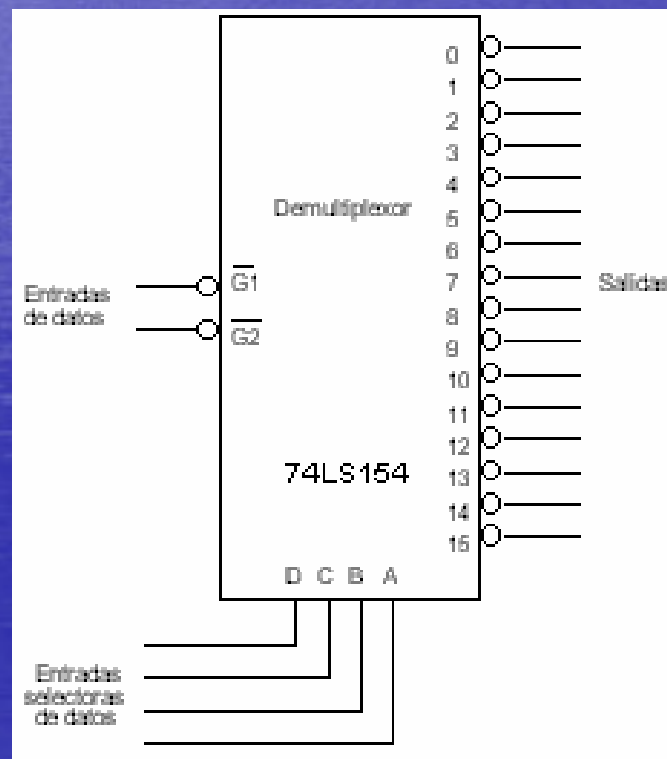 0
1
2
3
4
Demultiplexor
5
6
G1
7
Salidas
Entradas
de datos
8
G2
9
10
11
12
74LS154
13
14
15
D C B A
Entradas
selectoras
de datos